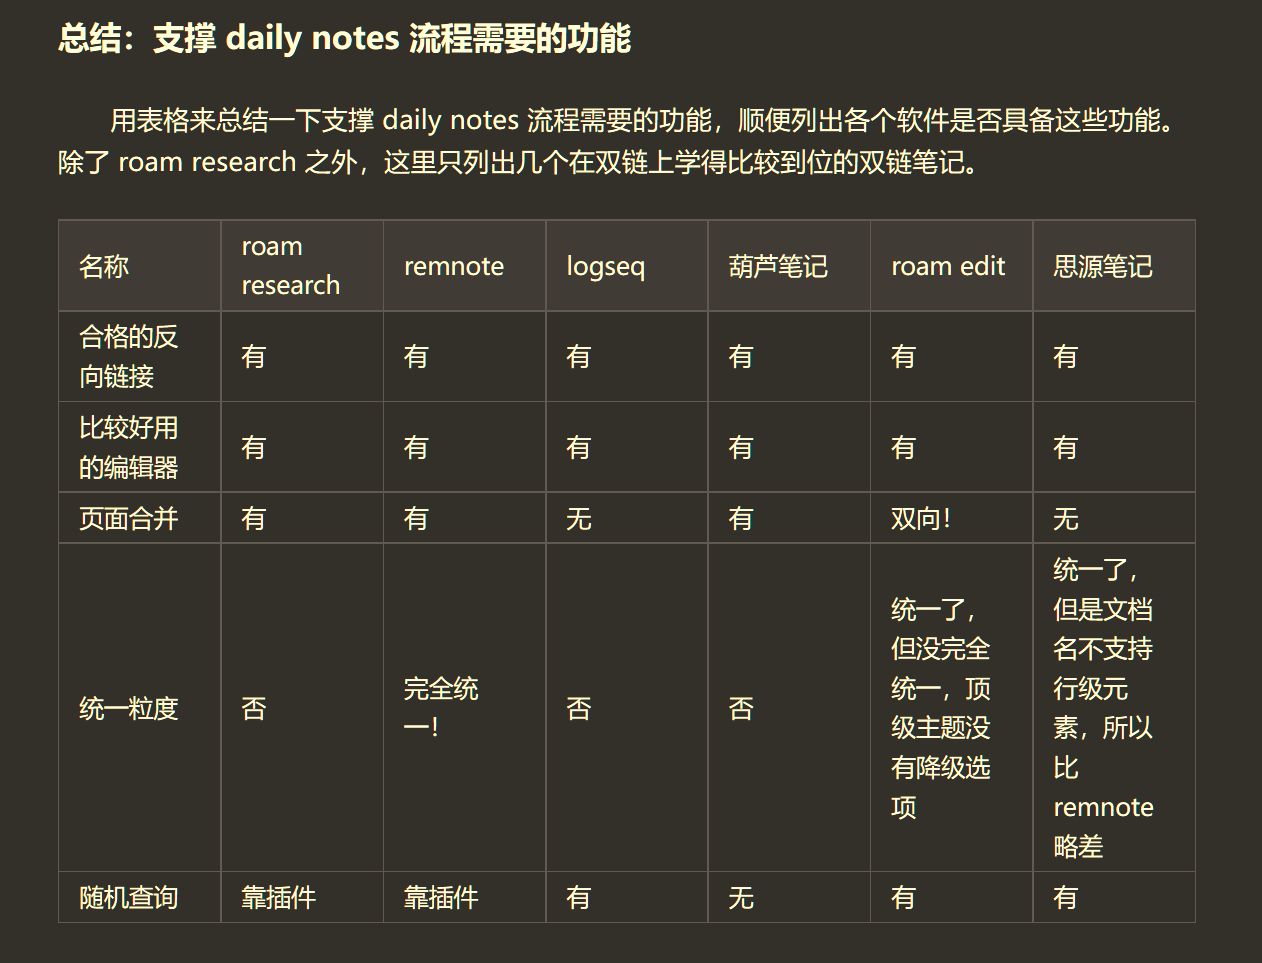 总结：支撑 daily notes 流程需要的功能
用表格来总结一下支撑 daily notes 流程需要的功能，顺便列出各个软件是否具备这些功能。
除了 roam research 之外，这里只列出几个在双链上学得比较到位的双链笔记。
名称
roam
research
remnote
logseq
葫芦笔记
roam edit
思源笔记
合格的反
向链接
有
有
有
有
有
有
比较好用
的编辑器
有
有
有
有
有
有
页面合并
有
有
无
有
双向！
无
统一粒度
否
完全统
一！
否
否
统一了，
但没完全
统一，顶
级主题没
有降级选
项
统一了，
但是文档
名不支持
行级元
素，所以
比
remnote
略差
随机查询
靠插件
靠插件
有
无
有
有